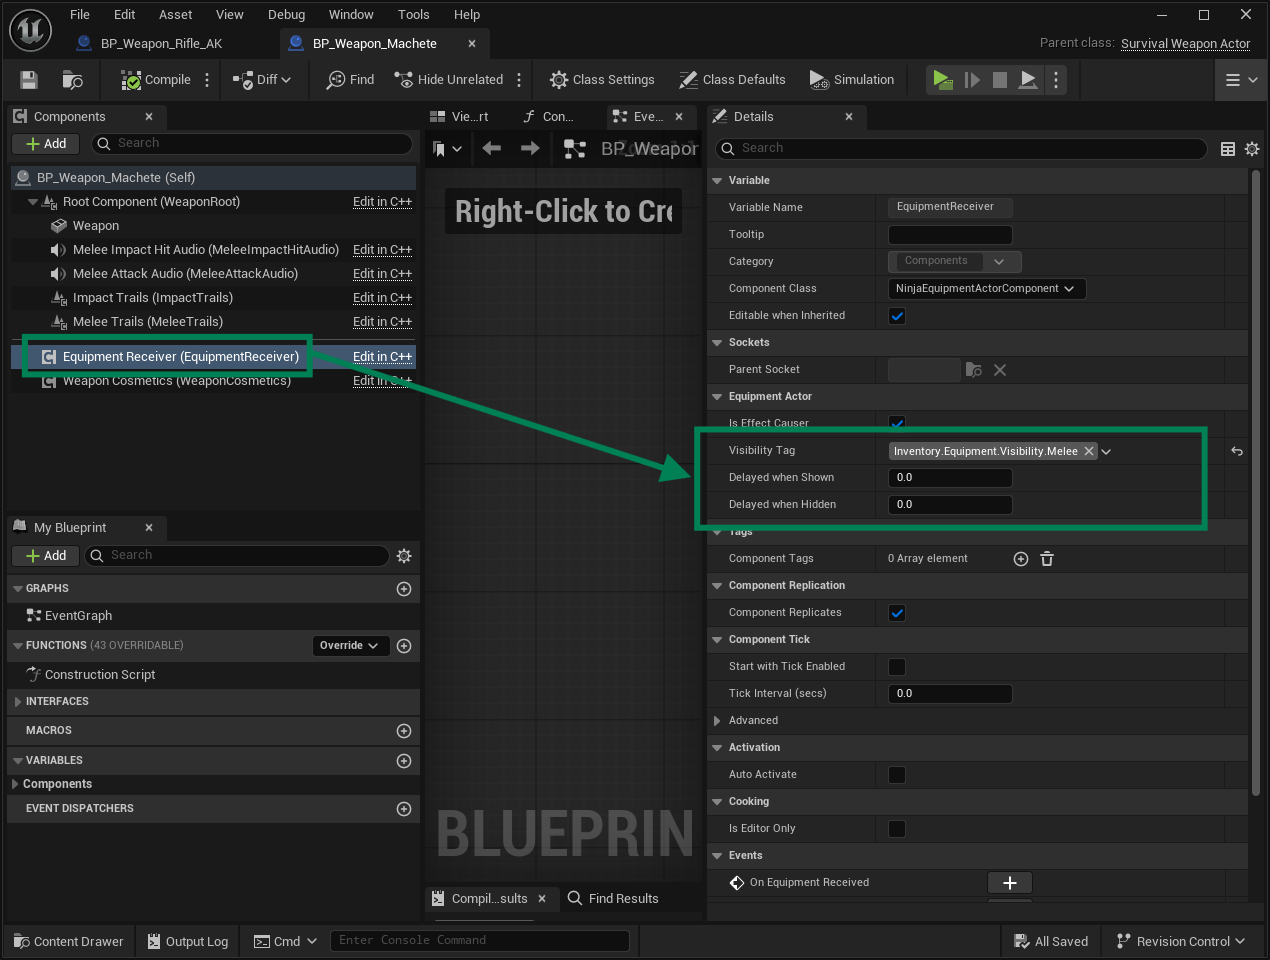 File Edit Asset View Debug Window Tools Help
BP_Weapon_Rifle_AK
BP_Weapon_Machete
Parent class: Survival Weapon Actor
Compile
Diff
Find
Hide Unrelated
Class Settings
Class Defaults
Simulation
Components
Add
Search
BP_Weapon_Machete (Self)
Root Component (WeaponRoot) Edit in C++
Weapon
Melee Impact Hit Audio (MeleeImpactHitAudio) Edit in C++
Melee Attack Audio (MeleeAttackAudio) Edit in C++
Impact Trails (ImpactTrails) Edit in C++
Melee Trails (MeleeTrails) Edit in C++
Equipment Receiver (EquipmentReceiver) Edit in C++
Weapon Cosmetics (WeaponCosmetics) Edit in C++
My Blueprint
Add
Search
GRAPHS
EventGraph
FUNCTIONS (43 OVERRIDABLE) Override
Construction Script
INTERFACES
MACROS
VARIABLES
Components
EVENT DISPATCHERS
Vie...rt
Con...
Eve...
BP_Weapor
Right-Click to Cre
BLUEPRIN
Compil...sults
Find Results
Details
Search
Variable
Variable Name EquipmentReceiver
Tooltip
Category Components
Component Class NinjaEquipmentActorComponent
Editable when Inherited
Sockets
Parent Socket
Equipment Actor
Is Effect Causer
Visibility Tag Inventory.Equipment.Visibility.Melee
Delayed when Shown 0.0
Delayed when Hidden 0.0
Tags
Component Tags 0 Array element
Component Replication
Component Replicates
Component Tick
Start with Tick Enabled
Tick Interval (secs) 0.0
Advanced
Activation
Auto Activate
Cooking
Is Editor Only
Events
On Equipment Received
Content Drawer
Output Log
Cmd
Enter Console Command
All Saved
Revision Control